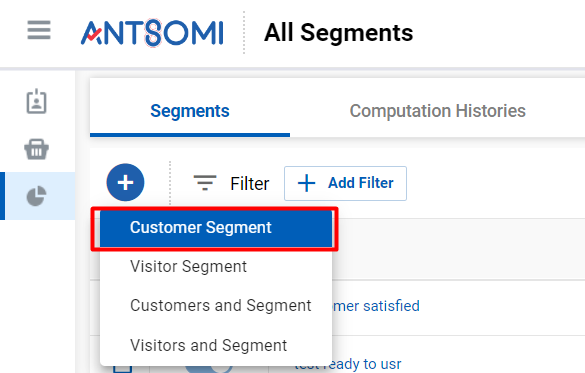 ANTSOMI
All Segments
Segments
Computation Histories
Filter
Add Filter
Customer Segment
Visitor Segment
Customers and Segment
mer satisfied
Visitors and Segment
test ready to usr